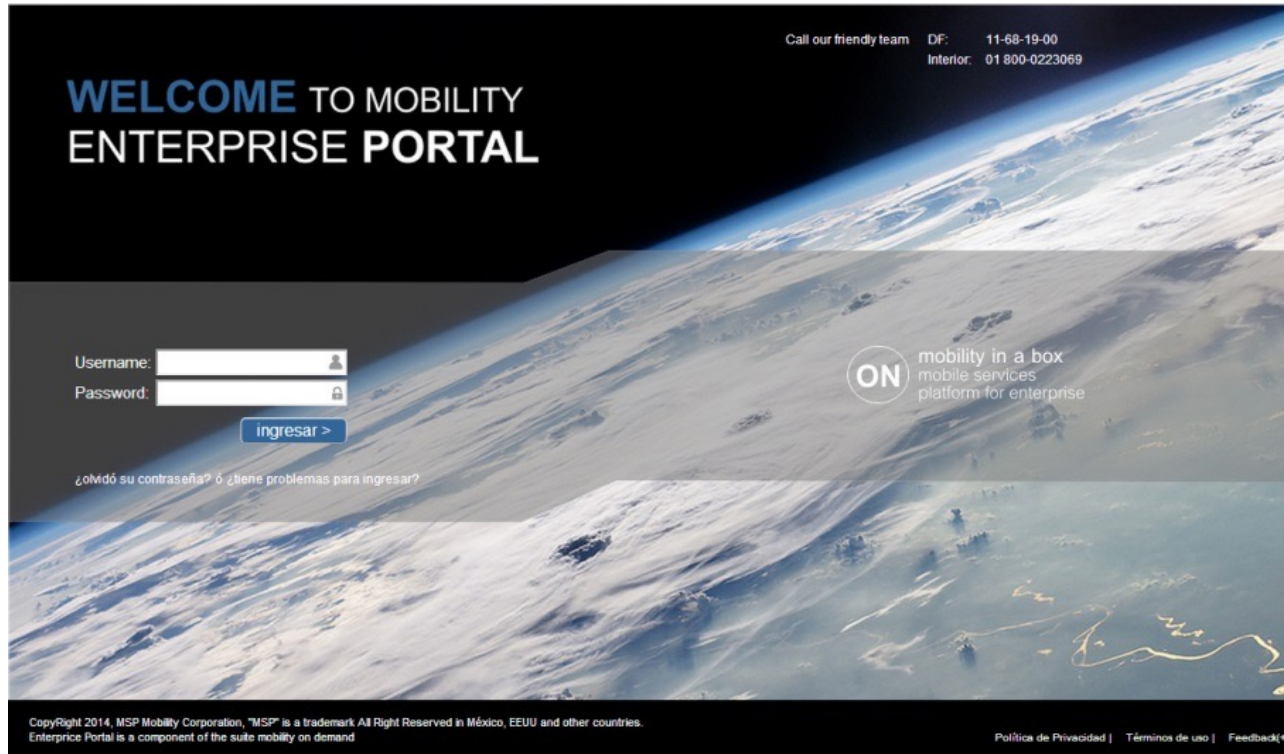 Call our friendly team DF: 11-68-19-00
Interior: 01 800-0223069
WELCOME TO MOBILITY
ENTERPRISE PORTAL
Username:
Password:
ingresar >
¿olvidó su contraseña? ó ¿tiene problemas para ingresar?
ON
mobility in a box
mobile services
platform for enterprise
CopyRight 2014, MSP Mobility Corporation, "MSP" is a trademark All Right Reserved in México, EEUU and other countries.
Enterprice Portal is a component of the suite mobility on demand
Política de Privacidad | Términos de uso | Feedback(+